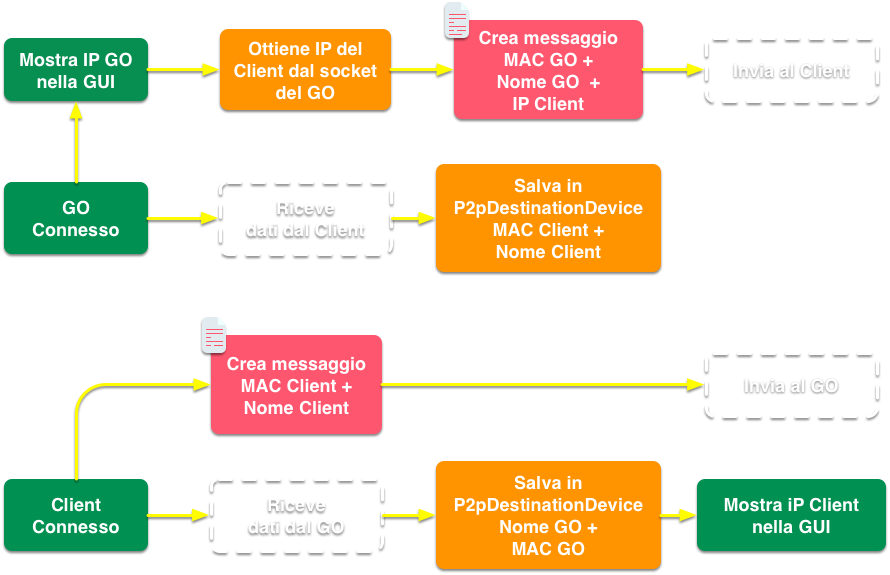 Mostra IP GO
nella GUI
Ottiene IP del
Client dal socket
del GO
Crea messaggio
MAC GO +
Nome GO +
IP Client
Invia al Client
GO
Connesso
Riceve
dati dal Client
Salva in
P2pDestinationDevice
MAC Client +
Nome Client
Crea messaggio
MAC Client +
Nome Client
Invia al GO
Client
Connesso
Riceve
dati dal GO
Salva in
P2pDestinationDevice
Nome GO +
MAC GO
Mostra iP Client
nella GUI